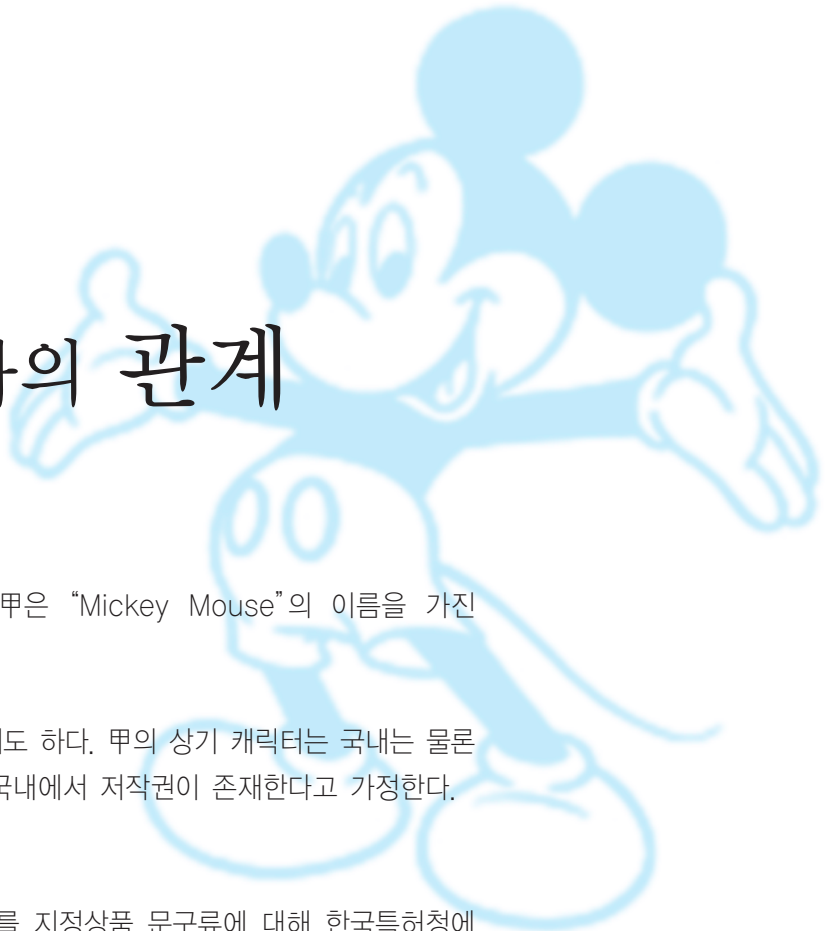 의 관계
甲은 “Mickey Mouse”의 이름을 가진
도 하다. 甲의 상기 캐릭터는 국내는 물론
국내에서 저작권이 존재한다고 가정한다.
를 지정상품 문구류에 대해 한국특허청에